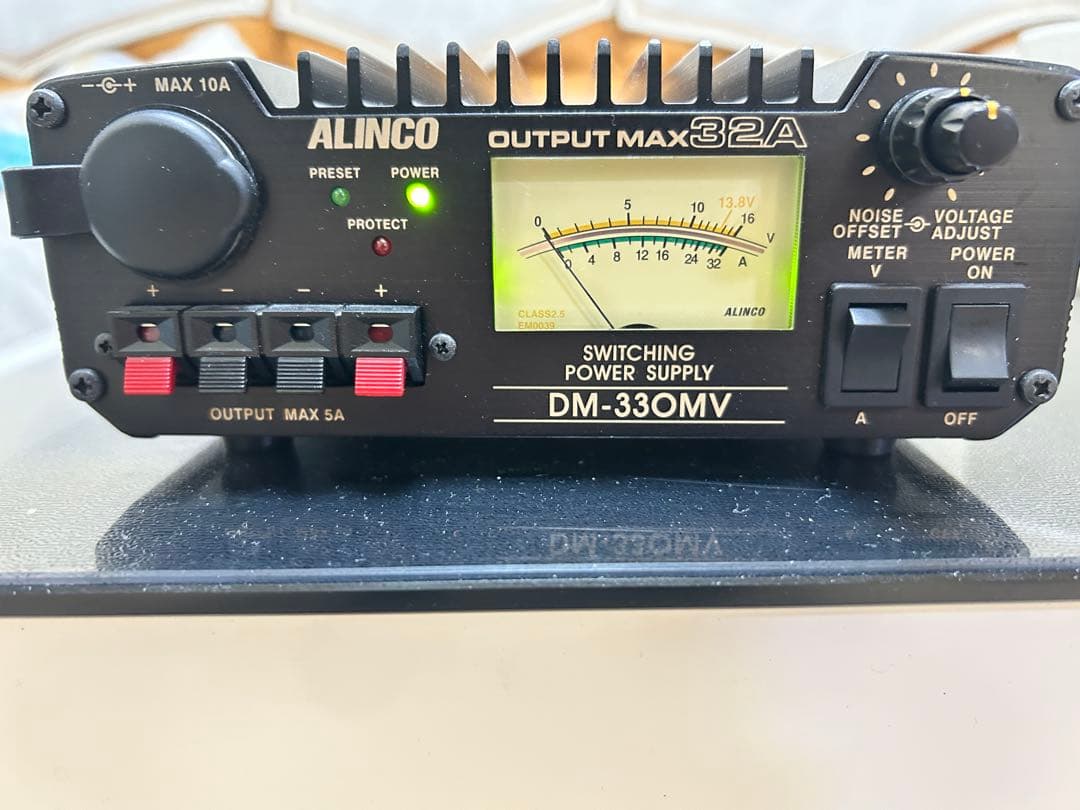 MAX 10A
ALINCO
OUTPUT MAX 32A
PRESET
POWER
PROTECT
0 5 10 13.8V 16 V
0 4 8 12 16 24 32 A
CLASS2.5
EM0039
ALINCO
NOISE OFFSET
VOLTAGE ADJUST
METER
V
POWER
ON
+ - - +
OUTPUT MAX 5A
SWITCHING
POWER SUPPLY
DM-330MV
A
OFF